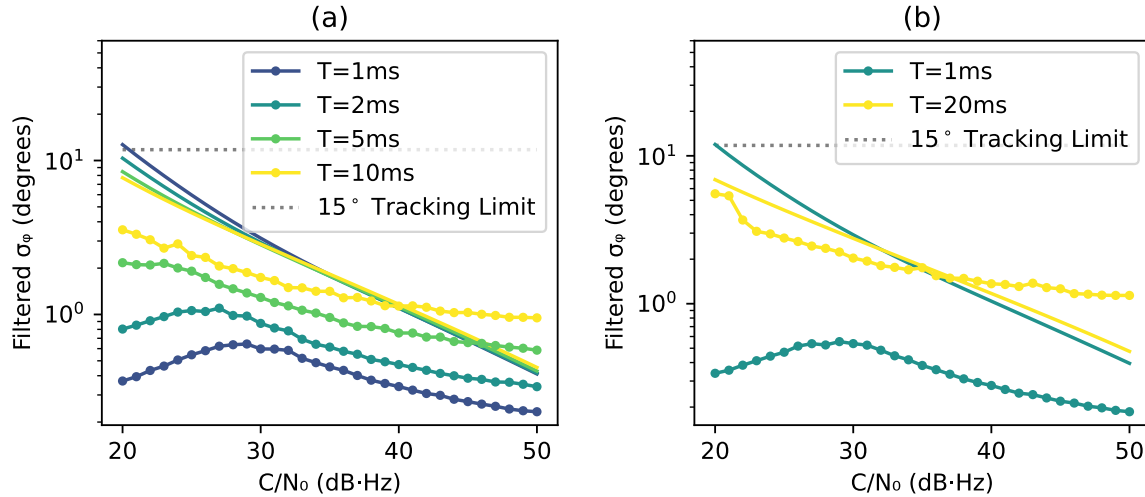 (a)
Filtered σᵩ (degrees)
10¹
10⁰
T=1ms
T=2ms
T=5ms
T=10ms
15° Tracking Limit
20 30 40 50
C/N₀ (dB·Hz)
(b)
Filtered σᵩ (degrees)
10¹
10⁰
T=1ms
T=20ms
15° Tracking Limit
20 30 40 50
C/N₀ (dB·Hz)